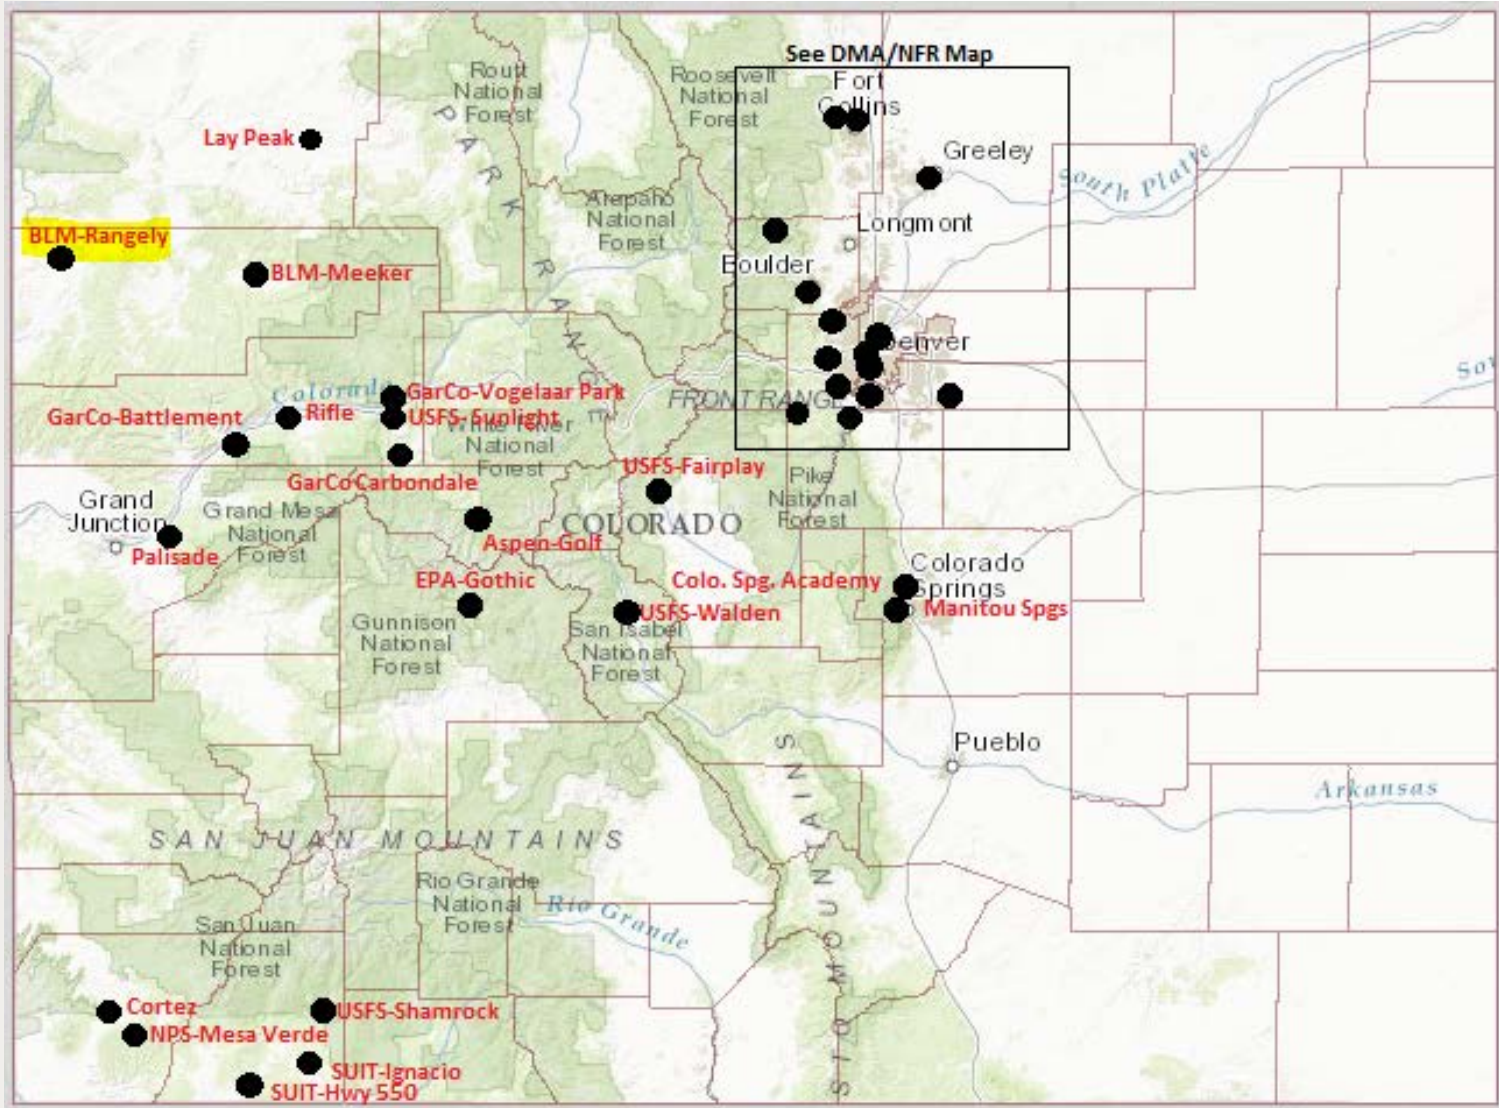 See DMA/NFR Map
Routt
National
Forest
Roosevelt
National
Forest
Fort
Collins
PARK RANGE
Lay Peak
Greeley
South Platte
Arapaho
National
Forest
Longmont
BLM-Rangely
BLM-Meeker
Boulder
Denver
Colorado
GarCo-Vogelaar Park
FRONT RANGE
GarCo-Battlement
Rifle
USFS-Sunlight
White River
National
Forest
GarCoCarbondale
USFS-Fairplay
Pike
National
Forest
Grand
Junction
Grand Mesa
National
Forest
COLORADO
Palisade
Aspen-Golf
EPA-Gothic
Colo. Spg. Academy
Colorado
Springs
USFS-Walden
Manitou Spgs
Gunnison
National
Forest
San Isabel
National
Forest
Pueblo
Arkansas
SAN JUAN MOUNTAINS
Rio Grande
National
Forest
Rio Grande
MOUNTAINS
San Juan
National
Forest
Cortez
USFS-Shamrock
NPS-Mesa Verde
SUIT-Ignacio
SUIT-Hwy 550